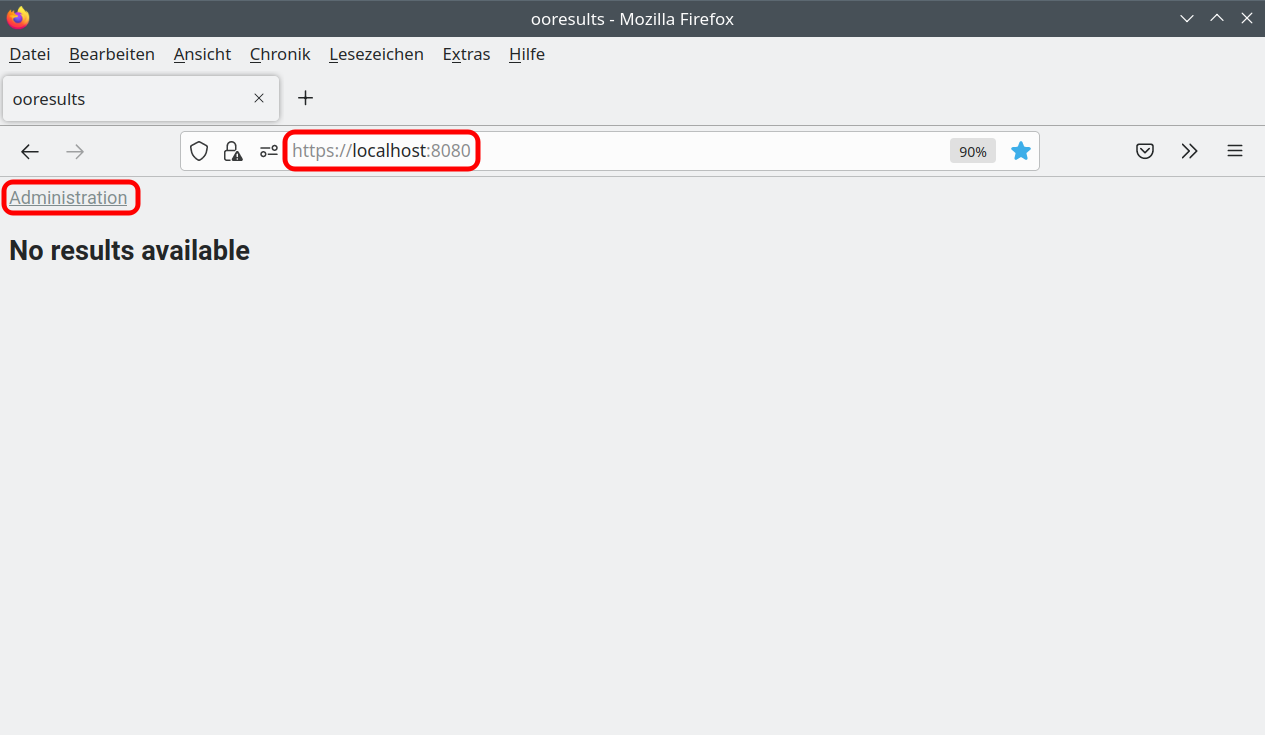 ooresults - Mozilla Firefox
Datei Bearbeiten Ansicht Chronik Lesezeichen Extras Hilfe
ooresults
https://localhost:8080 90%
Administration
No results available